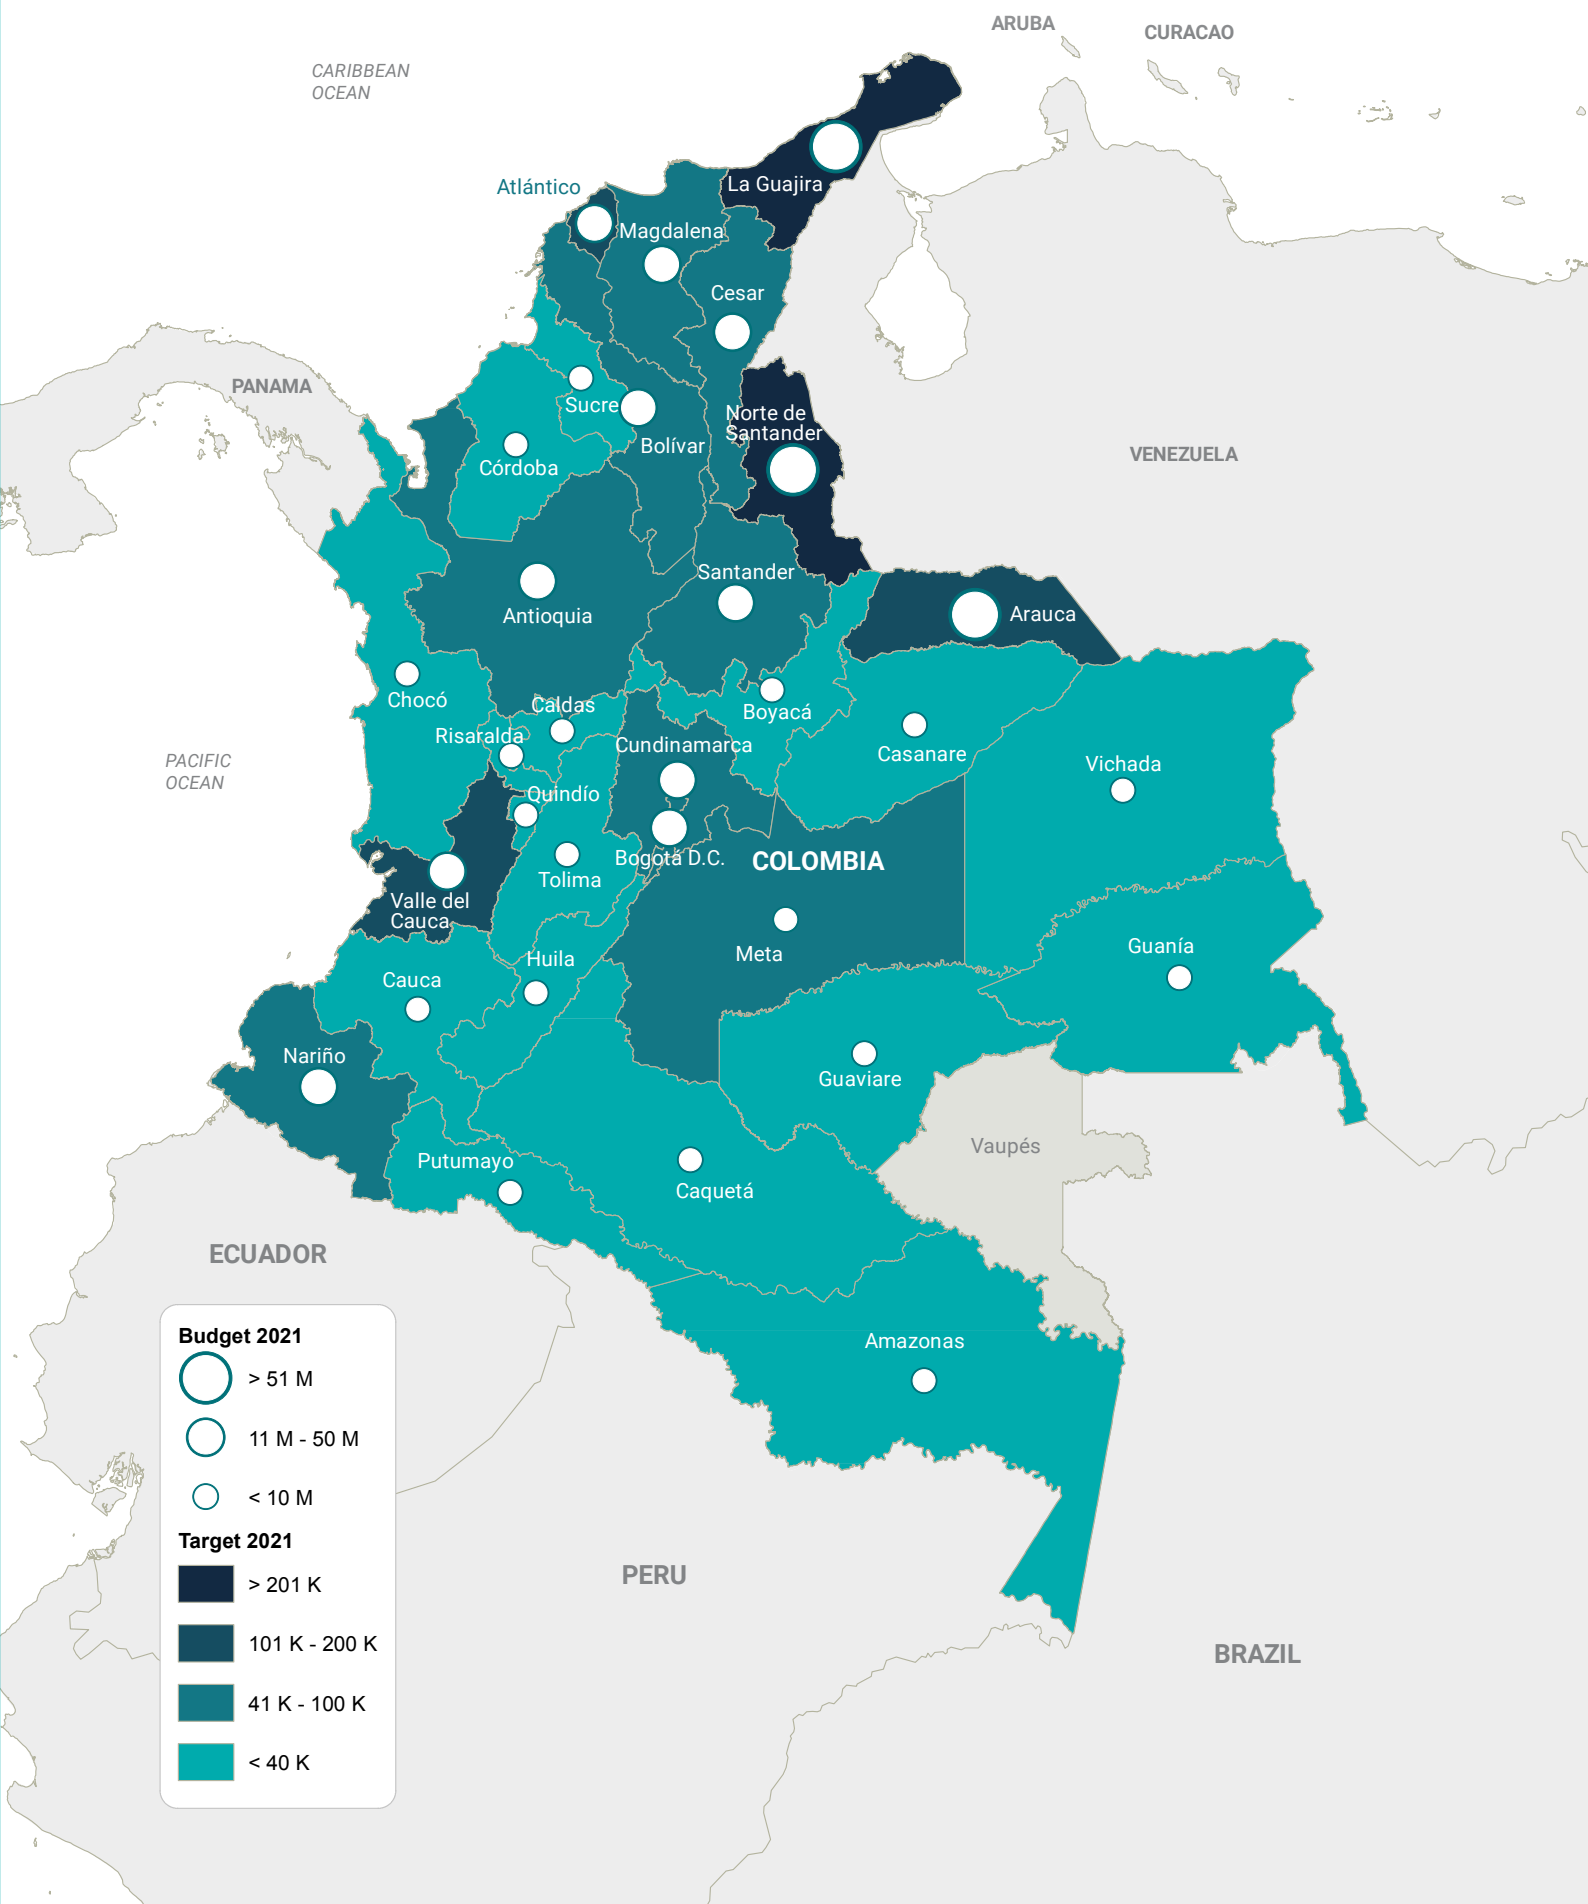 ARUBA
CURACAO
CARIBBEAN
OCEAN
La Guajira
Atlántico
Magdalena
Cesar
PANAMA
Sucre
Norte de
Santander
Bolívar
VENEZUELA
Córdoba
Santander
Antioquia
Arauca
Chocó
Caldas
Boyacá
Risaralda
Cundinamarca
Casanare
PACIFIC
OCEAN
Vichada
Quindío
Bogotá D.C.
COLOMBIA
Tolima
Valle del
Cauca
Guanía
Meta
Huila
Cauca
Nariño
Guaviare
Vaupés
Putumayo
Caquetá
ECUADOR
Amazonas
Budget 2021
> 51 M
11 M - 50 M
< 10 M
Target 2021
> 201 K
101 K - 200 K
41 K - 100 K
< 40 K
PERU
BRAZIL